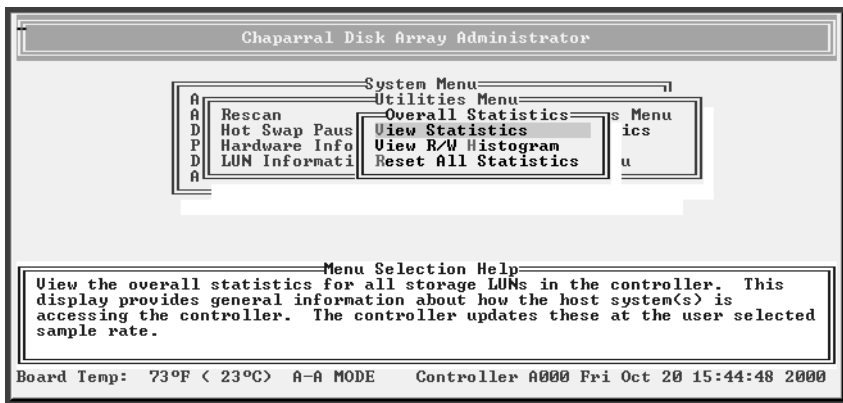 Chaparral Disk Array Administrator
System Menu
A Utilities Menu
A Rescan Overall Statistics s Menu
D Hot Swap Paus View Statistics ics
P Hardware Info View R/W Histogram
D LUN Informati Reset All Statistics u
A
Menu Selection Help
View the overall statistics for all storage LUNs in the controller. This
display provides general information about how the host system(s) is
accessing the controller. The controller updates these at the user selected
sample rate.
Board Temp: 73ºF ( 23ºC) A-A MODE Controller A000 Fri Oct 20 15:44:48 2000